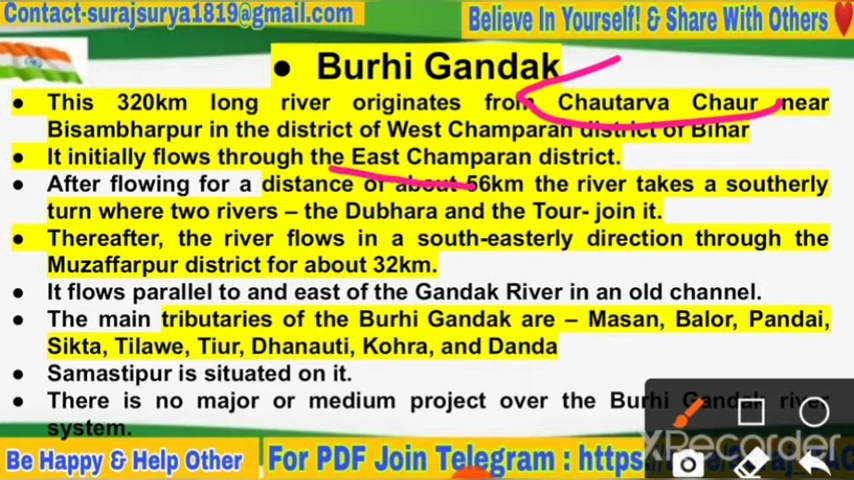 Contact-surajsurya1819@gmail.com
Believe In Yourself! & Share With Others
● Burhi Gandak
● This 320km long river originates from Chautarva Chaur near
Bisambharpur in the district of West Champaran district of Bihar
● It initially flows through the East Champaran district.
● After flowing for a distance of about 56km the river takes a southerly
turn where two rivers – the Dubhara and the Tour- join it.
● Thereafter, the river flows in a south-easterly direction through the
Muzaffarpur district for about 32km.
● It flows parallel to and east of the Gandak River in an old channel.
● The main tributaries of the Burhi Gandak are – Masan, Balor, Pandai,
Sikta, Tilawe, Tiur, Dhanauti, Kohra, and Danda
● Samastipur is situated on it.
● There is no major or medium project over the Burhi Gandak river
system.
XRecorder
Be Happy & Help Other
For PDF Join Telegram : https: